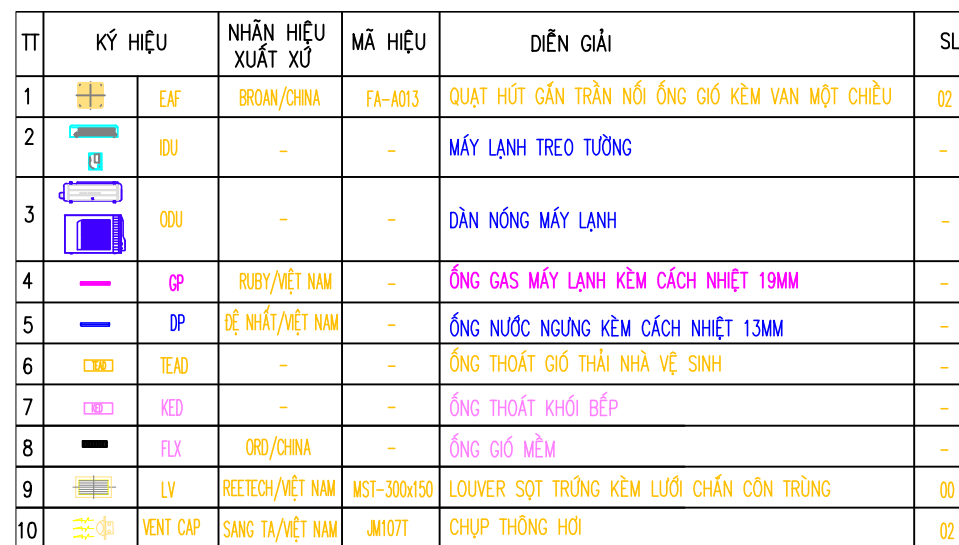 TT KÝ HIỆU NHÃN HIỆU XUẤT XỨ MÃ HIỆU DIỄN GIẢI SL
1 EAF BROAN/CHINA FA-A013 QUẠT HÚT GẮN TRẦN NỐI ỐNG GIÓ KÈM VAN MỘT CHIỀU 02
2 IDU - - MÁY LẠNH TREO TƯỜNG -
3 ODU - - DÀN NÓNG MÁY LẠNH -
4 GP RUBY/VIỆT NAM - ỐNG GAS MÁY LẠNH KÈM CÁCH NHIỆT 19MM -
5 DP ĐỆ NHẤT/VIỆT NAM - ỐNG NƯỚC NGƯNG KÈM CÁCH NHIỆT 13MM -
6 TEAD TEAD - - ỐNG THOÁT GIÓ THẢI NHÀ VỆ SINH -
7 KED KED - - ỐNG THOÁT KHÓI BẾP -
8 FLX ORD/CHINA - ỐNG GIÓ MỀM -
9 LV REETECH/VIỆT NAM MST-300x150 LOUVER SỌT TRỨNG KÈM LƯỚI CHẮN CÔN TRÙNG 00
10 VENT CAP SANG TA/VIỆT NAM JM107T CHỤP THÔNG HƠI 02